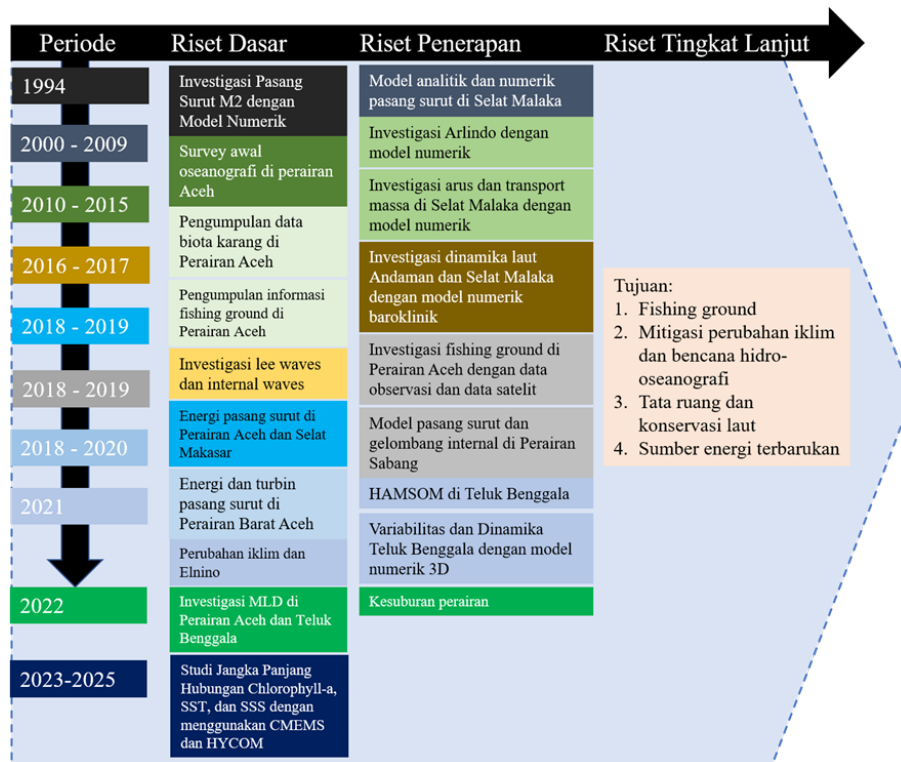 Periode
Riset Dasar
Riset Penerapan
Riset Tingkat Lanjut
1994
2000 - 2009
2010 - 2015
2016 - 2017
2018 - 2019
2018 - 2019
2018 - 2020
2021
2022
2023-2025
Investigasi Pasang
Surut M2 dengan
Model Numerik
Survey awal
oseanografi di perairan
Aceh
Pengumpulan data
biota karang di
Perairan Aceh
Pengumpulan informasi
fishing ground di
Perairan Aceh
Investigasi lee waves
dan internal waves
Energi pasang surut di
Perairan Aceh dan Selat
Makasar
Energi dan turbin
pasang surut di
Perairan Barat Aceh
Perubahan iklim dan
Elnino
Investigasi MLD di
Perairan Aceh dan Teluk
Benggala
Studi Jangka Panjang
Hubungan Chlorophyll-a,
SST, dan SSS dengan
menggunakan CMEMS
dan HYCOM
Model analitik dan numerik
pasang surut di Selat Malaka
Investigasi Arlindo dengan
model numerik
Investigasi arus dan transport
massa di Selat Malaka dengan
model numerik
Investigasi dinamika laut
Andaman dan Selat Malaka
dengan model numerik
baroklinik
Investigasi fishing ground di
Perairan Aceh dengan data
observasi dan data satelit
Model pasang surut dan
gelombang internal di Perairan
Sabang
HAMSOM di Teluk Benggala
Variabilitas dan Dinamika
Teluk Benggala dengan model
numerik 3D
Kesuburan perairan
Tujuan:
1. Fishing ground
2. Mitigasi perubahan iklim
dan bencana hidro-
oseanografi
3. Tata ruang dan
konservasi laut
4. Sumber energi terbarukan